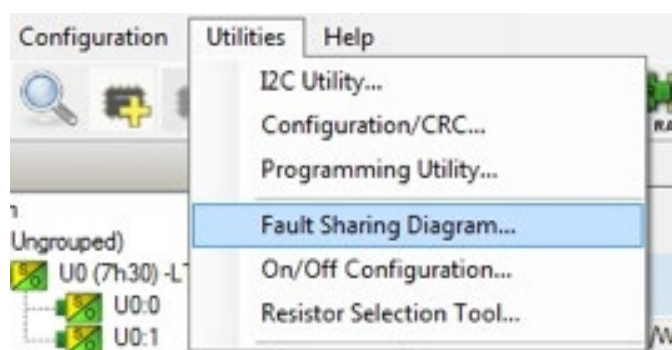 Configuration Utilities Help
I2C Utility...
Configuration/CRC...
Programming Utility...
Fault Sharing Diagram...
On/Off Configuration...
Resistor Selection Tool...
Ungrouped)
U0 (7h30) -LT
U0:0
U0:1